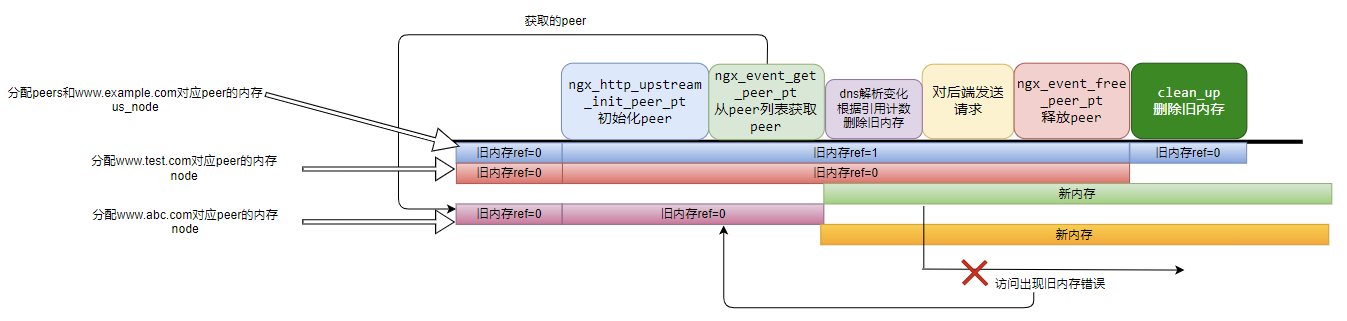 获取的peer
分配peers和www.example.com对应peer的内存
us_node
分配www.test.com对应peer的内存
node
分配www.abc.com对应peer的内存
node
ngx_http_upstream
_init_peer_pt
初始化peer
ngx_event_get
_peer_pt
从peer列表获取
peer
dns解析变化
根据引用计数
删除旧内存
对后端发送
请求
ngx_event_free
_peer_pt
释放peer
clean_up
删除旧内存
旧内存ref=0
旧内存ref=1
旧内存ref=0
旧内存ref=0
旧内存ref=0
新内存
旧内存ref=0
旧内存ref=0
新内存
访问出现旧内存错误